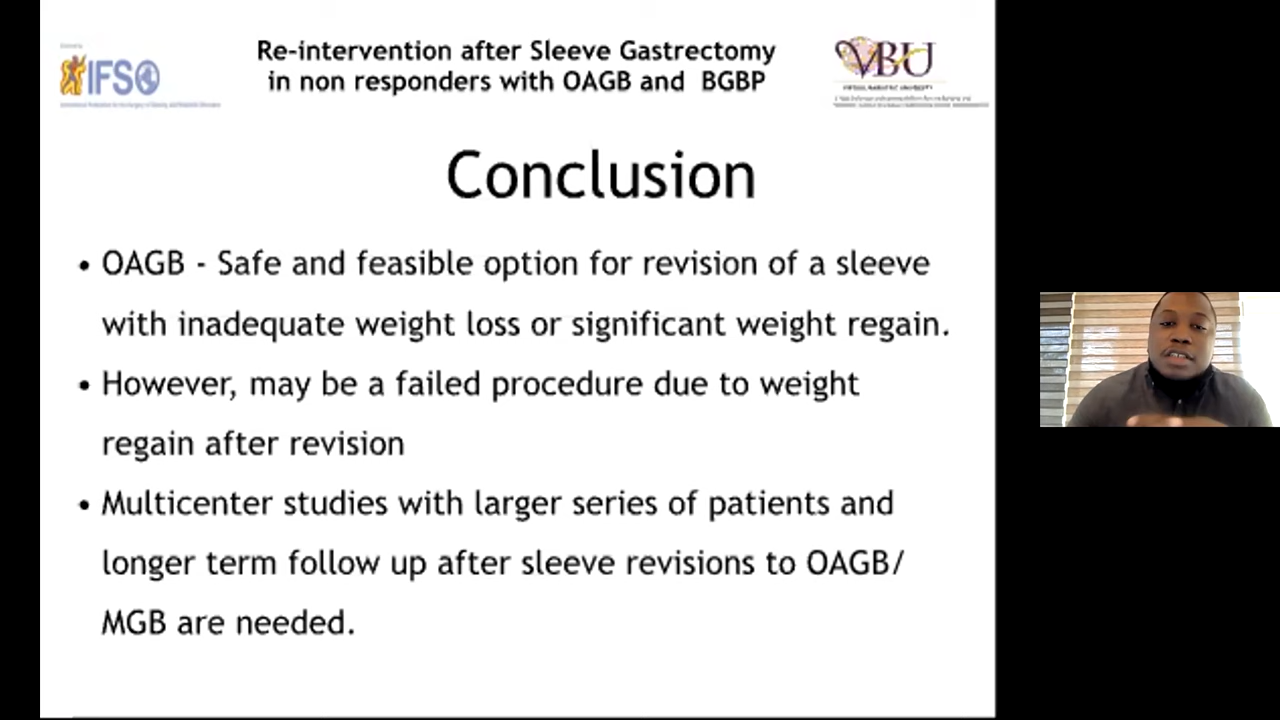 Re-intervention after Sleeve Gastrectomy
in non responders with OAGB and BGBP
IFSO
VBU
Conclusion
• OAGB - Safe and feasible option for revision of a sleeve
with inadequate weight loss or significant weight regain.
• However, may be a failed procedure due to weight
regain after revision
• Multicenter studies with larger series of patients and
longer term follow up after sleeve revisions to OAGB/
MGB are needed.